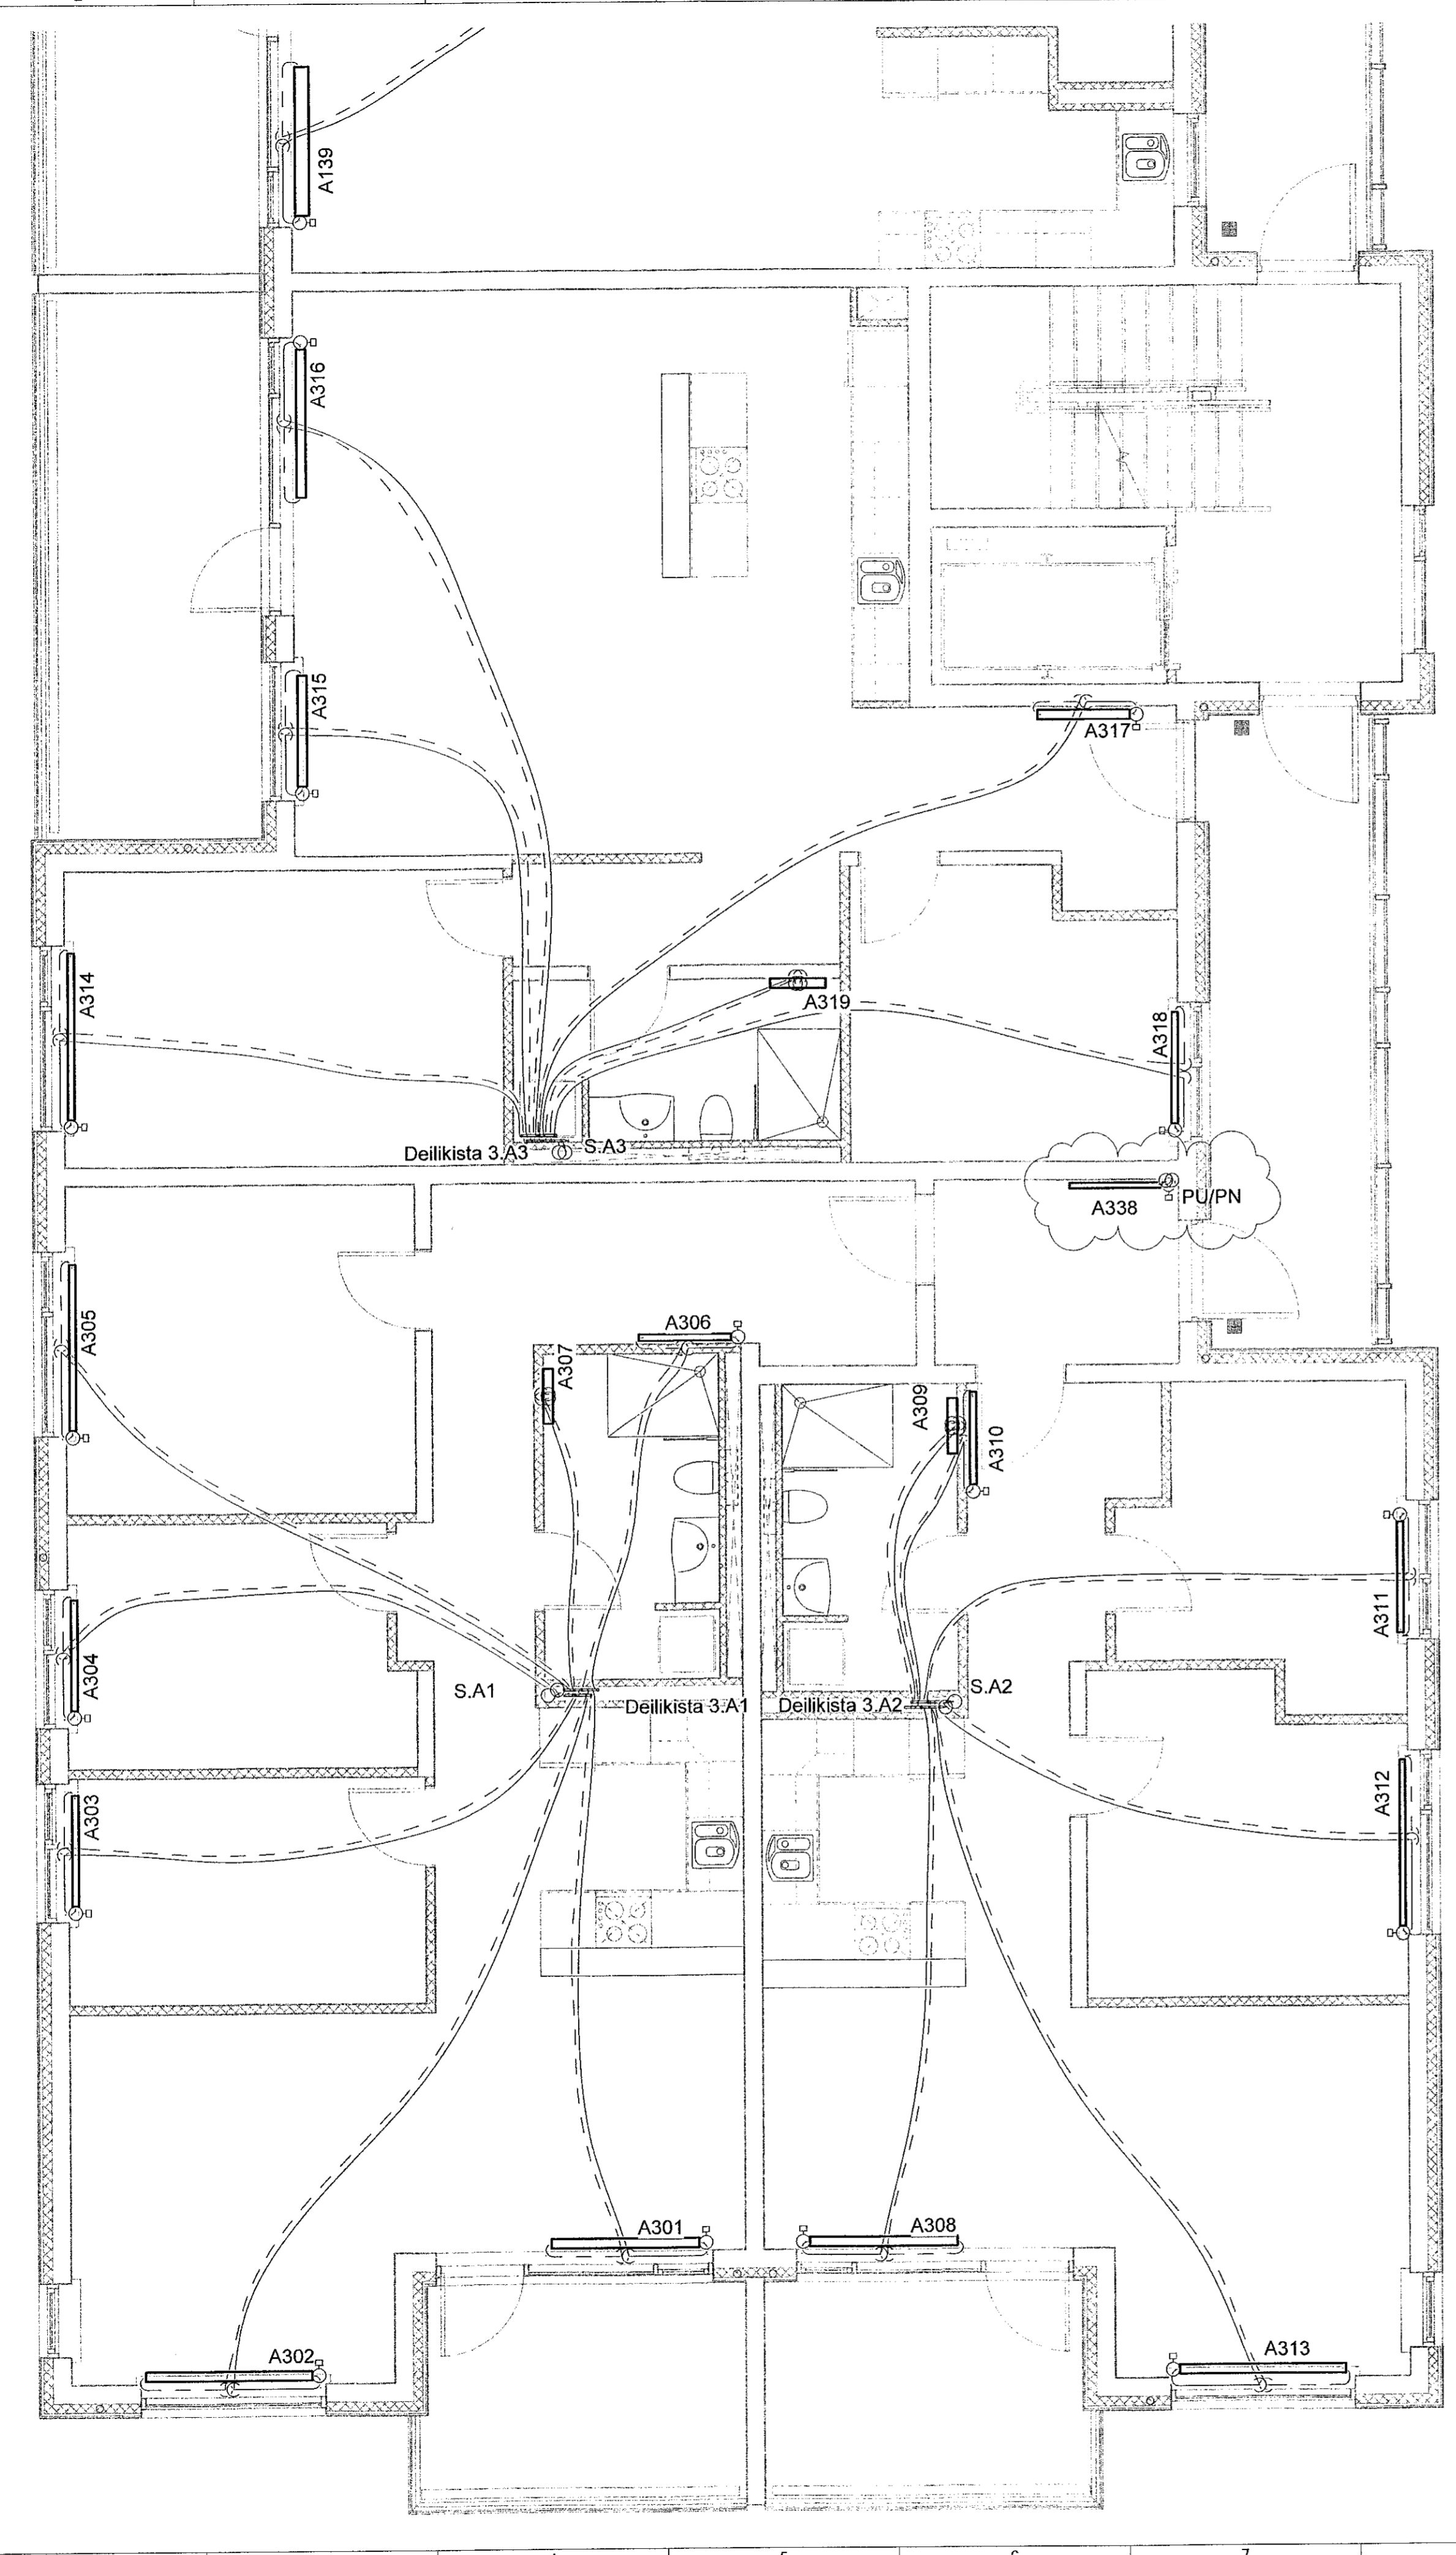 A139
A316
A315
A317
A314
A319
A318
Deilikista 3.A3
S.A3
A338
PU/PN
A305
A306
A307
A309
A310
A311
A304
S.A1
Deilikista 3.A1
Deilikista 3.A2
S.A2
A303
A312
A301
A308
A302
A313